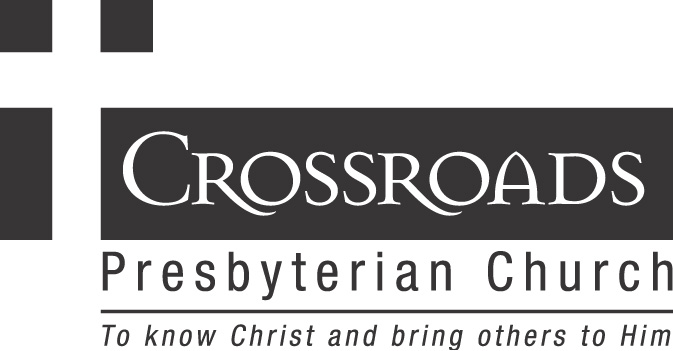 CROSSROADS
Presbyterian Church
To know Christ and bring others to Him